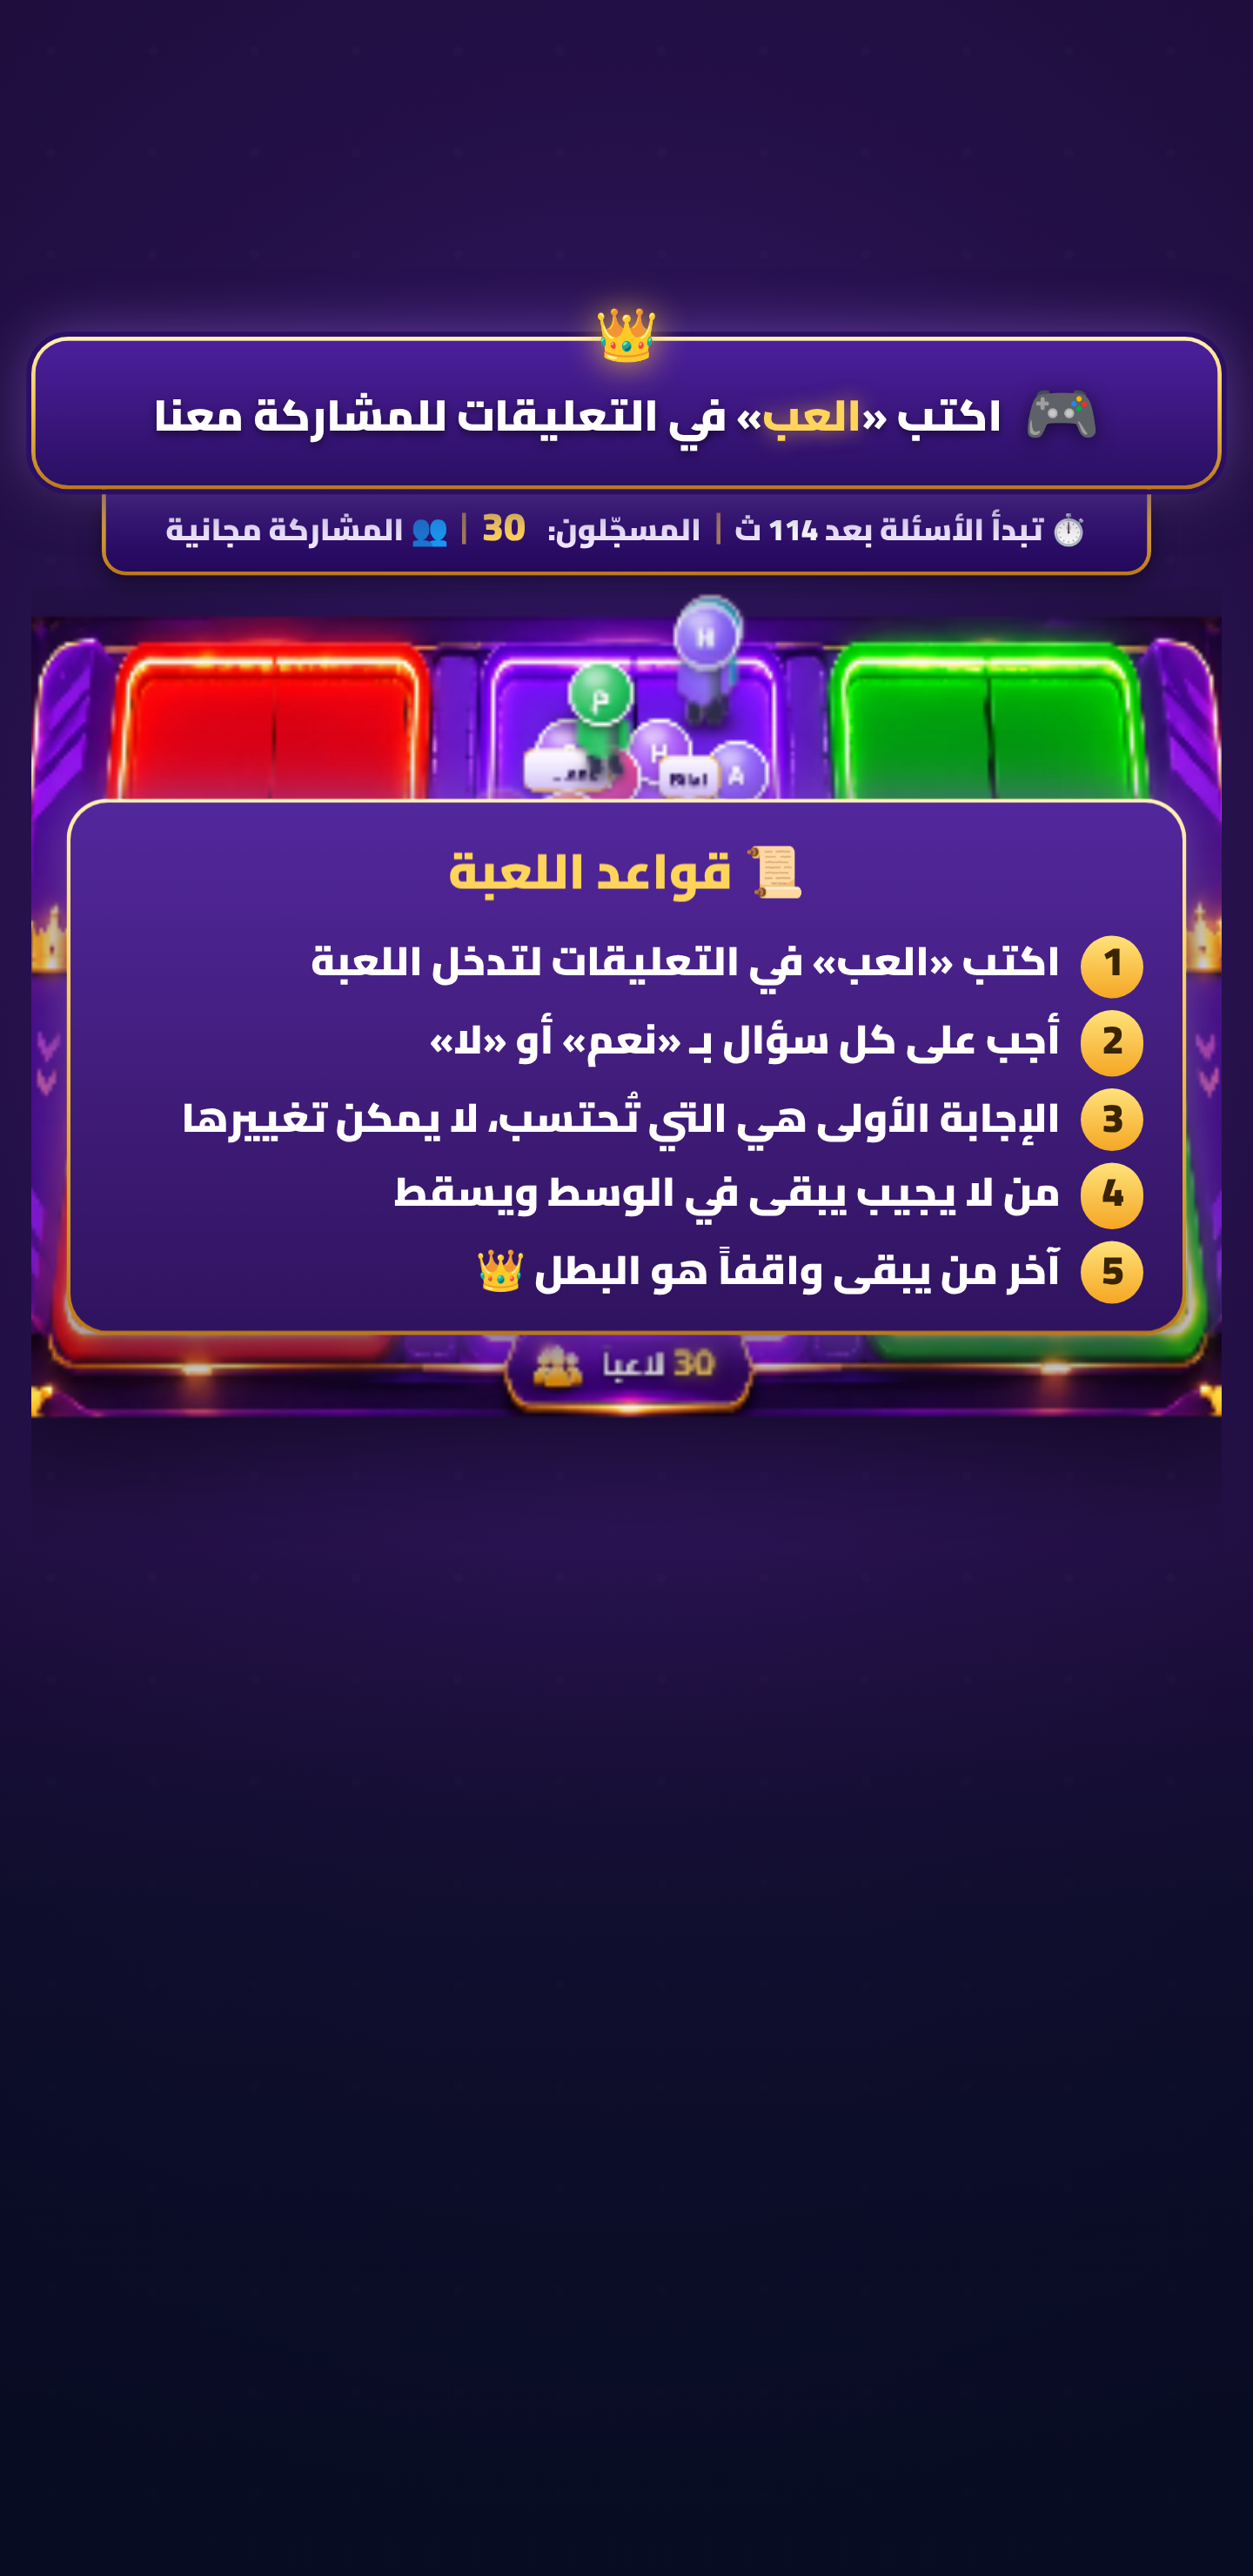 اكتب «العب» في التعليقات للمشاركة معنا
تبدأ الأسئلة بعد 114 ث | المسجّلون: 30 | المشاركة مجانية
H
م
H
A
قواعد اللعبة
1 اكتب «العب» في التعليقات لتدخل اللعبة
2 أجب على كل سؤال بـ «نعم» أو «لا»
3 الإجابة الأولى هي التي تُحتسب، لا يمكن تغييرها
4 من لا يجيب يبقى في الوسط ويسقط
5 آخر من يبقى واقفاً هو البطل
30 لاعباً